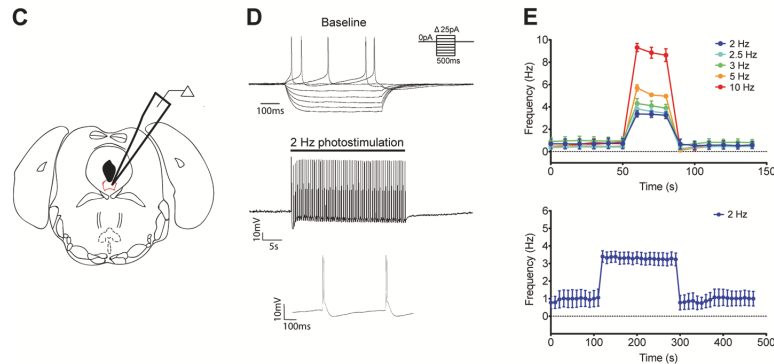 C
D
Baseline
Δ 25pA
0pA
500ms
100ms
2 Hz photostimulation
10mV
5s
10mV
100ms
E
Frequency (Hz)
10
8
6
4
2
0
0 50 100 150
Time (s)
2 Hz
2.5 Hz
3 Hz
5 Hz
10 Hz
Frequency (Hz)
6
5
4
3
2
1
0
0 100 200 300 400 500
Time (s)
2 Hz